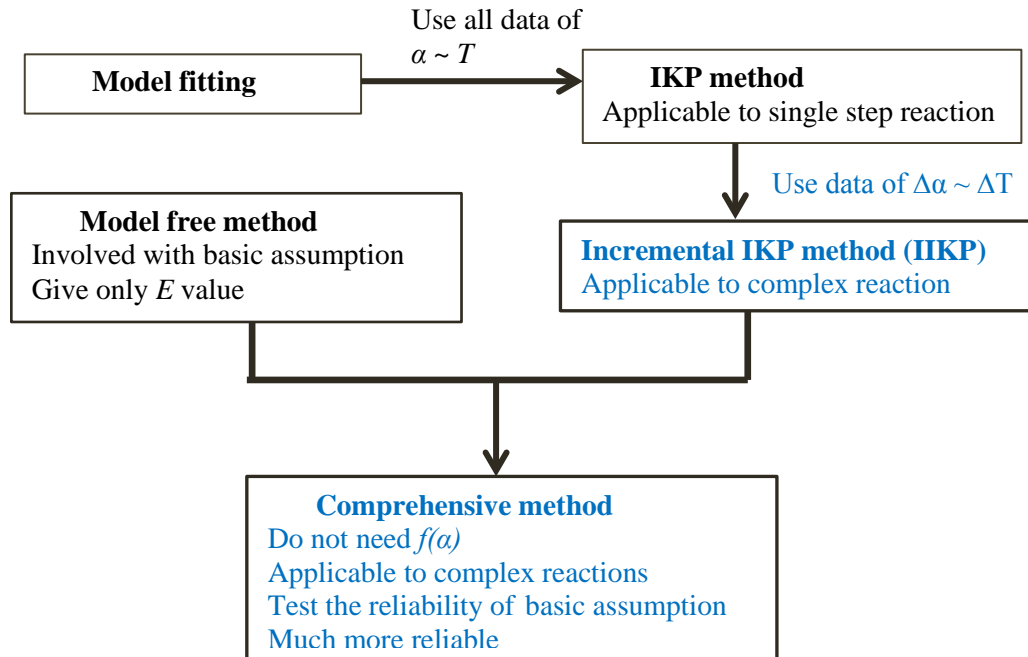 Use all data of
α ~ T
Model fitting
IKP method
Applicable to single step reaction
Use data of Δα ~ ΔT
Model free method
Involved with basic assumption
Give only E value
Incremental IKP method (IIKP)
Applicable to complex reaction
Comprehensive method
Do not need f(α)
Applicable to complex reactions
Test the reliability of basic assumption
Much more reliable